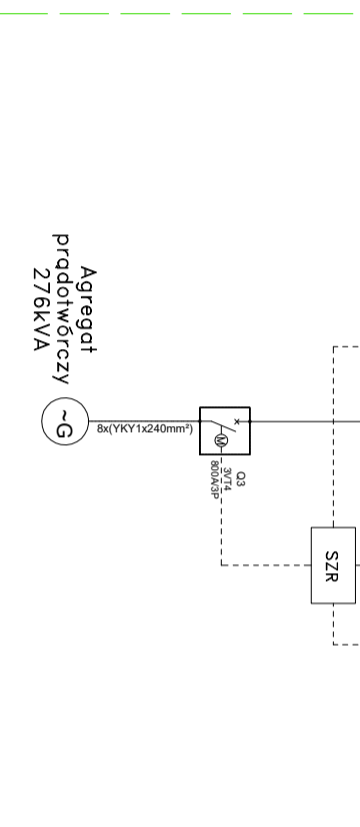 Agregat
prądotwórczy
276kVA
~G
8x(YKY1x240mm²)
M
Q3
3VT4
800A/3P
SZR